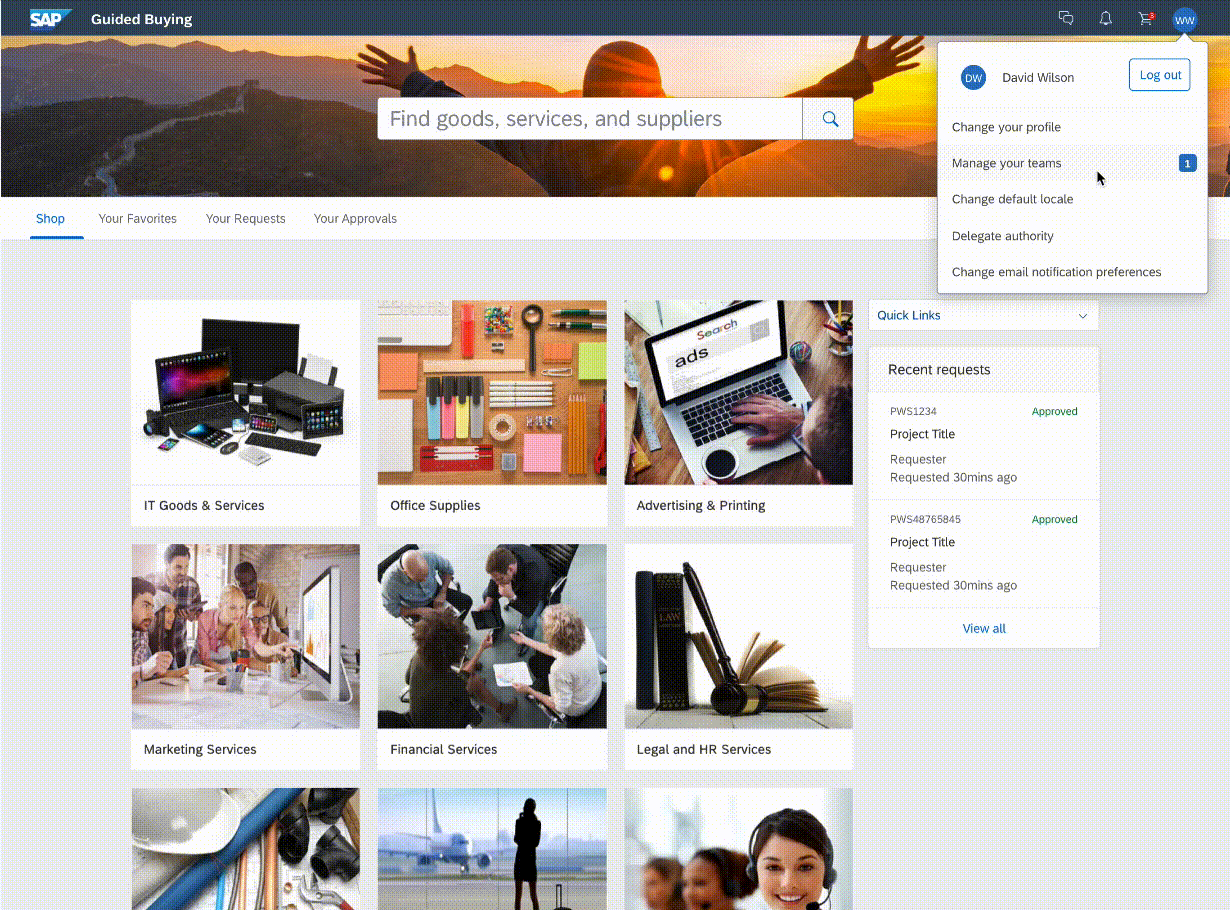 SAP
Guided Buying
3
WW
DW
David Wilson
Log out
Find goods, services, and suppliers
Change your profile
Manage your teams
1
Change default locale
Delegate authority
Change email notification preferences
Shop
Your Favorites
Your Requests
Your Approvals
Search
ads
LAW
IT Goods & Services
Office Supplies
Advertising & Printing
Marketing Services
Financial Services
Legal and HR Services
Quick Links
Recent requests
PWS1234
Approved
Project Title
Requester
Requested 30mins ago
PWS48765845
Approved
Project Title
Requester
Requested 30mins ago
View all